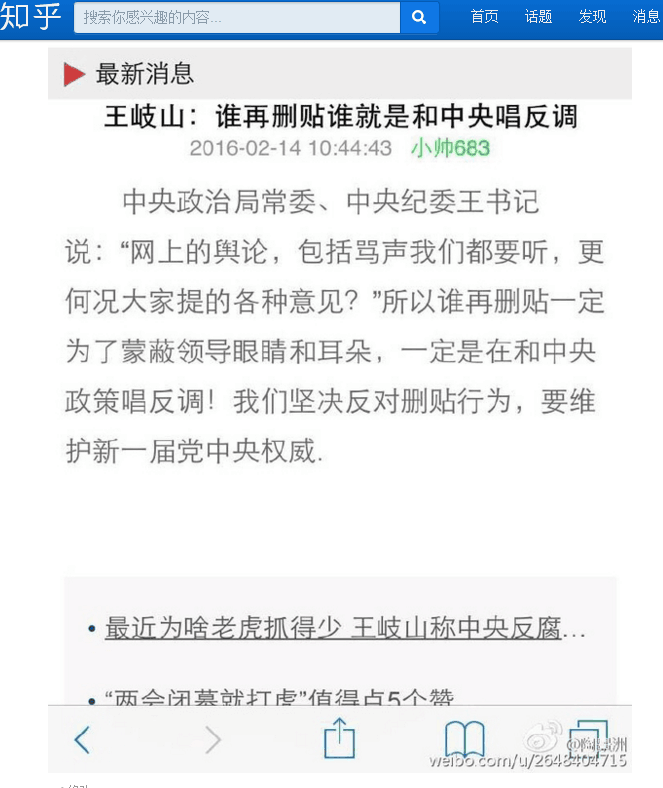 知乎 搜索你感兴趣的内容... 首页 话题 发现 消息
最新消息
王岐山：谁再删贴谁就是和中央唱反调
2016-02-14 10:44:43 小帅683
中央政治局常委、中央纪委王书记
说：“网上的舆论，包括骂声我们都要听，更
何况大家提的各种意见？”所以谁再删贴一定
为了蒙蔽领导眼睛和耳朵，一定是在和中央
政策唱反调！我们坚决反对删贴行为，要维
护新一届党中央权威.
• 最近为啥老虎抓得少 王岐山称中央反腐...
• “两会闭幕就打虎”值得点5个赞
weibo.com/u/2648404715